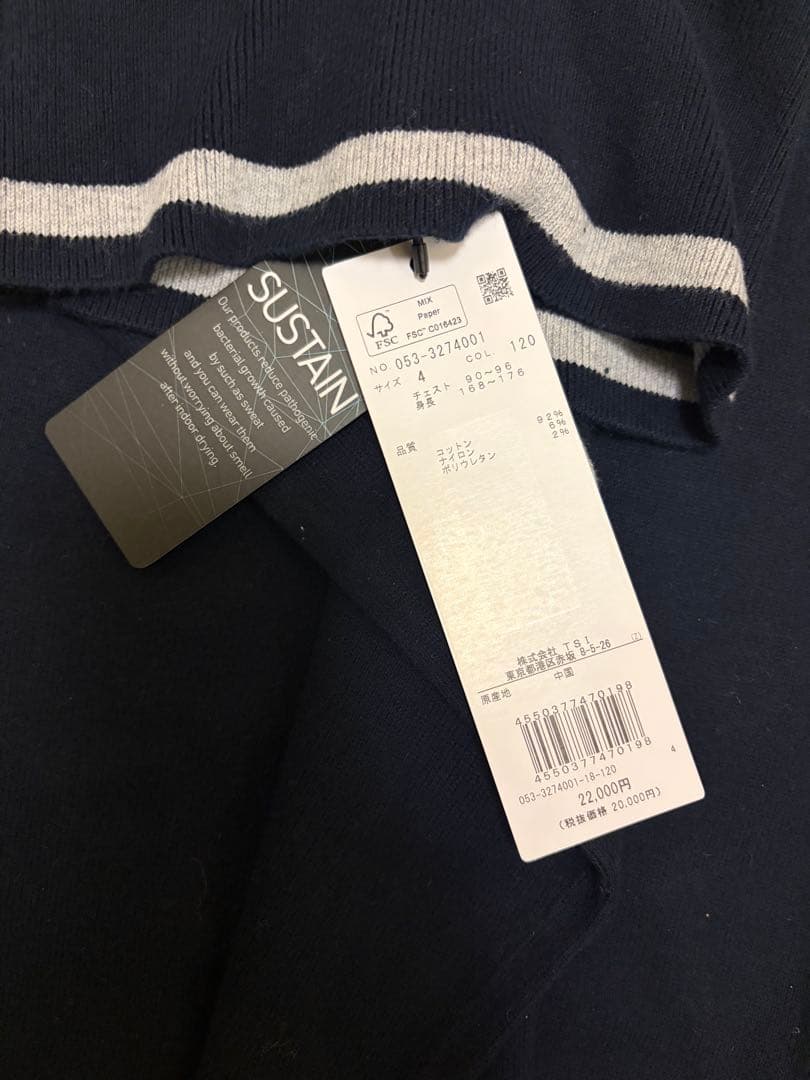 SUSTAIN
Our products reduce pathogenic
bacterial growth caused
by such as sweat
and you can wear them
without worrying about smell
after indoor drying.
FSC
MIX
Paper
FSC™ C016423
NO. 053-3274001
サイズ 4 COL. 120
チェスト 90〜96
身長 168〜176
品質 コットン 92%
ナイロン 6%
ポリウレタン 2%
株式会社 TSI
東京都港区赤坂 8-5-26 (Z)
原産地 中国
4550377470198
4550377470198
4
053-3274001-18-120
22,000円
(税抜価格 20,000円)